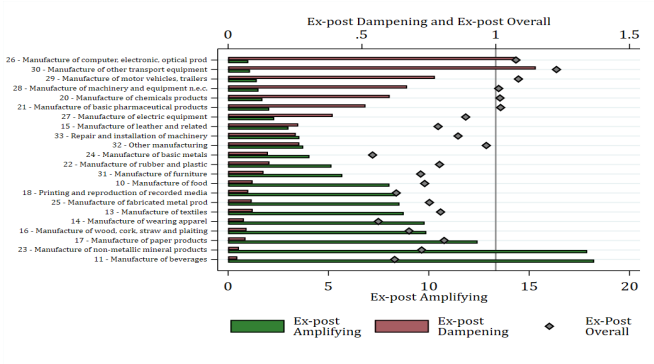 Ex-post Dampening and Ex-post Overall
0 .5 1 1.5
26 - Manufacture of computer, electronic, optical prod
30 - Manufacture of other transport equipment
29 - Manufacture of motor vehicles, trailers
28 - Manufacture of machinery and equipment n.e.c.
20 - Manufacture of chemicals products
21 - Manufacture of basic pharmaceutical products
27 - Manufacture of electric equipment
15 - Manufacture of leather and related
33 - Repair and installation of machinery
32 - Other manufacturing
24 - Manufacture of basic metals
22 - Manufacture of rubber and plastic
31 - Manufacture of furniture
10 - Manufacture of food
18 - Printing and reproduction of recorded media
25 - Manufacture of fabricated metal prod
13 - Manufacture of textiles
14 - Manufacture of wearing apparel
16 - Manufacture of wood, cork, straw and plaiting
17 - Manufacture of paper products
23 - Manufacture of non-metallic mineral products
11 - Manufacture of beverages
0 5 10 15 20
Ex-post Amplifying
Ex-post Amplifying
Ex-post Dampening
Ex-Post Overall